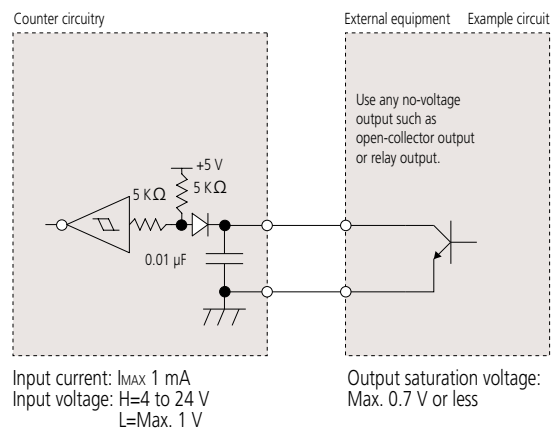 Counter circuitry
External equipment Example circuit
Use any no-voltage
output such as
open-collector output
or relay output.
+5 V
5 KΩ
5 KΩ
0.01 µF
Input current: IMAX 1 mA
Input voltage: H=4 to 24 V
L=Max. 1 V
Output saturation voltage:
Max. 0.7 V or less